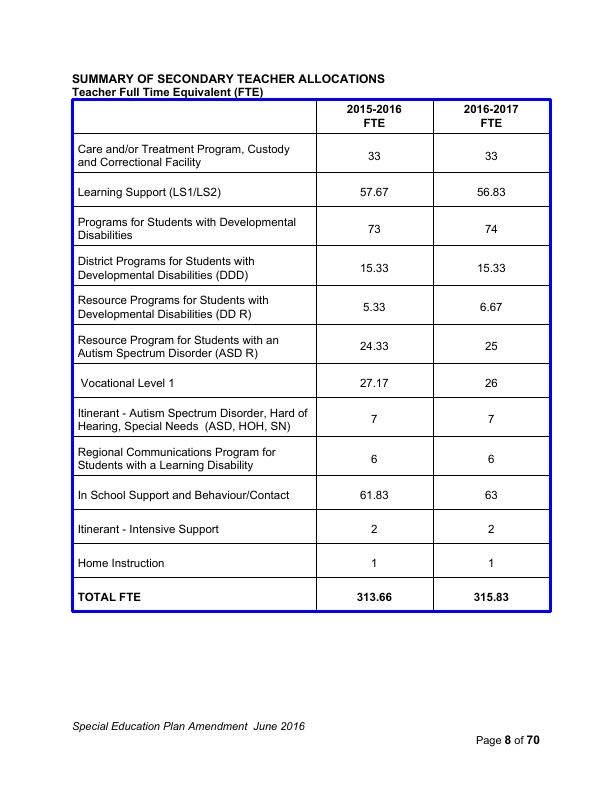 SUMMARY OF SECONDARY TEACHER ALLOCATIONS
Teacher Full Time Equivalent (FTE)
2015-2016 2016-2017
FTE FTE
Care and/or Treatment Program, Custody
and Correctional Facility 33 33
Learning Support (LS1/LS2) 57.67 56.83
Programs for Students with Developmental
Disabilities 73 74
District Programs for Students with
Developmental Disabilities (DDD) 15.33 15.33
Resource Programs for Students with
Developmental Disabilities (DD R) 5.33 6.67
Resource Program for Students with an
Autism Spectrum Disorder (ASD R) 24.33 25
Vocational Level 1 27.17 26
Itinerant - Autism Spectrum Disorder, Hard of
Hearing, Special Needs (ASD, HOH, SN) 7 7
Regional Communications Program for
Students with a Learning Disability 6 6
In School Support and Behaviour/Contact 61.83 63
Itinerant - Intensive Support 2 2
Home Instruction 1 1
TOTAL FTE 313.66 315.83
Special Education Plan Amendment June 2016
Page 8 of 70